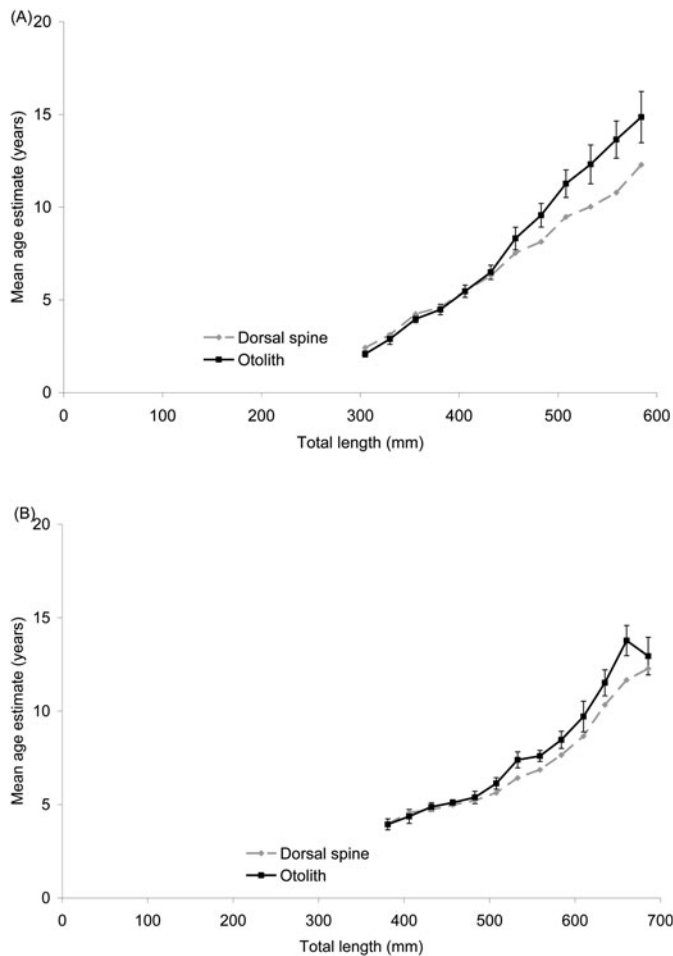 (A)
20
15
10
5
0
Mean age estimate (years)
Dorsal spine
Otolith
0 100 200 300 400 500 600
Total length (mm)
(B)
20
15
10
5
0
Mean age estimate (years)
Dorsal spine
Otolith
0 100 200 300 400 500 600 700
Total length (mm)